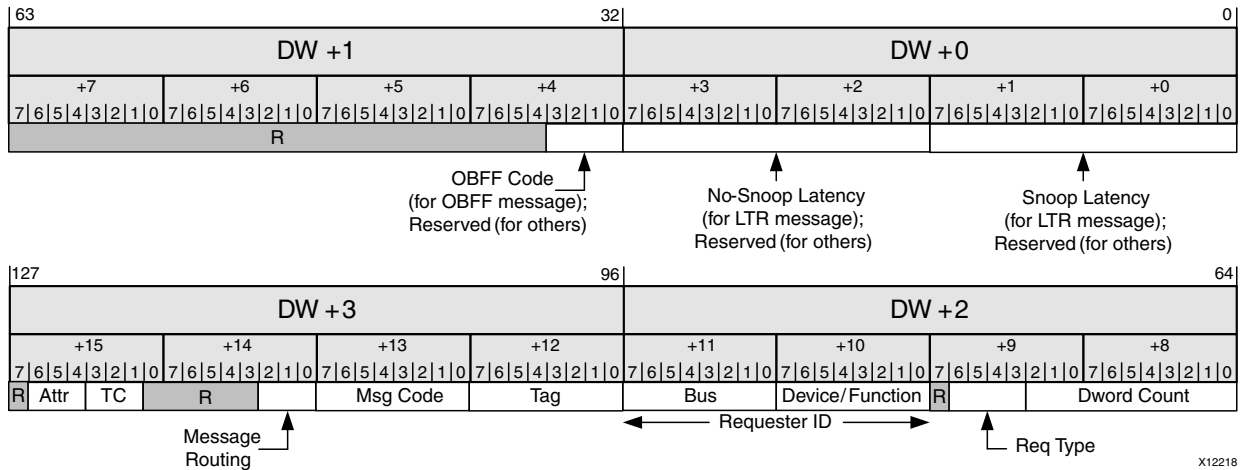 63 32 0
DW +1 DW +0
+7 +6 +5 +4 +3 +2 +1 +0
7 6 5 4 3 2 1 0 7 6 5 4 3 2 1 0 7 6 5 4 3 2 1 0 7 6 5 4 3 2 1 0 7 6 5 4 3 2 1 0 7 6 5 4 3 2 1 0 7 6 5 4 3 2 1 0 7 6 5 4 3 2 1 0
R
OBFF Code
(for OBFF message);
Reserved (for others)
No-Snoop Latency
(for LTR message);
Reserved (for others)
Snoop Latency
(for LTR message);
Reserved (for others)
127 96 64
DW +3 DW +2
+15 +14 +13 +12 +11 +10 +9 +8
7 6 5 4 3 2 1 0 7 6 5 4 3 2 1 0 7 6 5 4 3 2 1 0 7 6 5 4 3 2 1 0 7 6 5 4 3 2 1 0 7 6 5 4 3 2 1 0 7 6 5 4 3 2 1 0 7 6 5 4 3 2 1 0
R Attr TC R Msg Code Tag Bus Device/Function R Dword Count
Message
Routing
Requester ID
Req Type
X12218